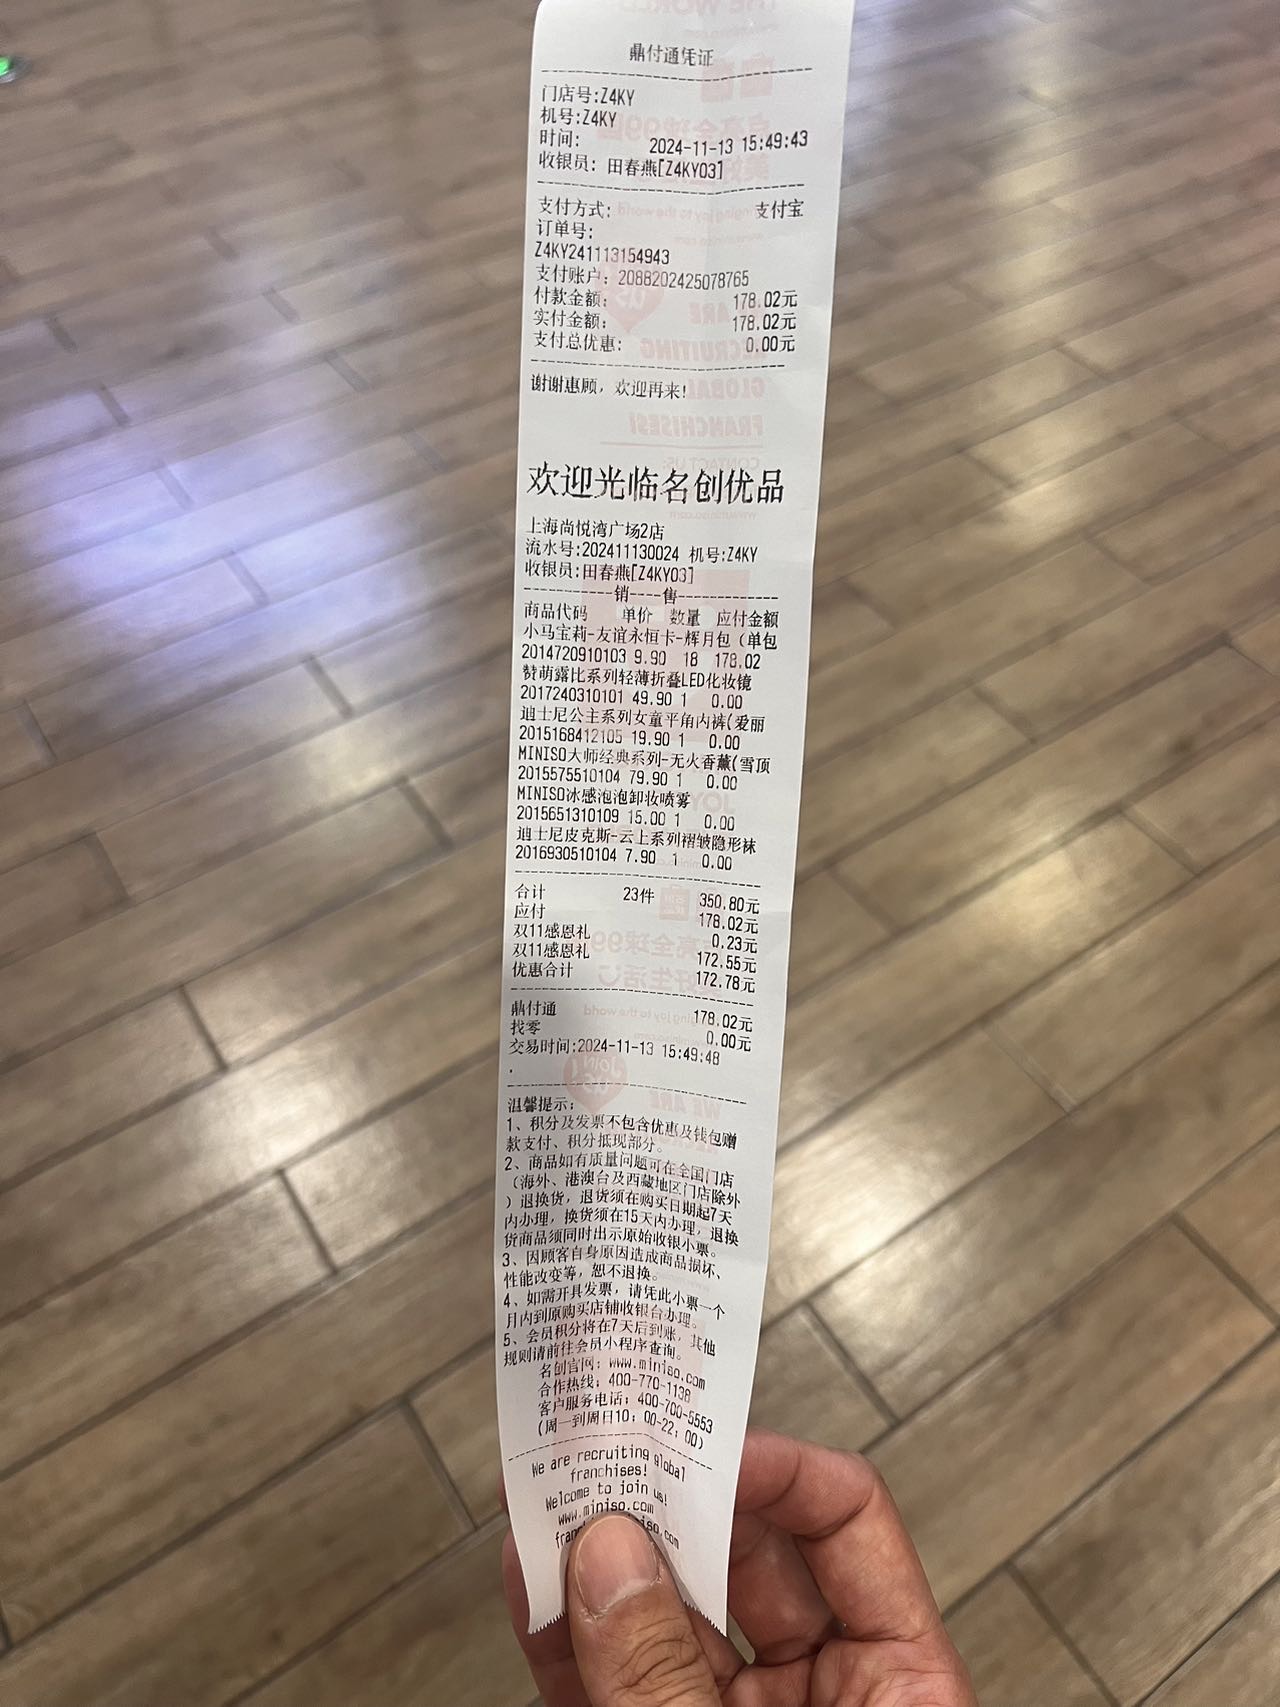 鼎付通凭证
门店号:Z4KY
机号:Z4KY
时间: 2024-11-13 15:49:43
收银员: 田春燕[Z4KY03]
支付方式: 支付宝
订单号:
Z4KY241113154943
支付账户: 2088202425078765
付款金额: 178.02元
实付金额: 178.02元
支付总优惠: 0.00元
谢谢惠顾, 欢迎再来!
欢迎光临名创优品
上海尚悦湾广场2店
流水号:202411130024 机号:Z4KY
收银员:田春燕[Z4KY03]
销----售
商品代码 单价 数量 应付金额
小马宝莉-友谊永恒卡-辉月包 (单包
2014720910103 9.90 18 178.02
赞萌露比系列轻薄折叠LED化妆镜
2017240310101 49.90 1 0.00
迪士尼公主系列女童平角内裤(爱丽
2015168412105 19.90 1 0.00
MINISO大师经典系列-无火香薰(雪顶
2015575510104 79.90 1 0.00
MINISO冰感泡泡卸妆喷雾
2015651310109 15.00 1 0.00
迪士尼皮克斯-云上系列褶皱隐形袜
2016930510104 7.90 1 0.00
合计 23件 350.80元
应付 178.02元
双11感恩礼 0.23元
双11感恩礼 172.55元
优惠合计 172.78元
鼎付通 178.02元
找零 0.00元
交易时间:2024-11-13 15:49:48
.
温馨提示:
1、积分及发票不包含优惠及钱包赠
款支付、积分抵现部分。
2、商品如有质量问题可在全国门店
(海外、港澳台及西藏地区门店除外
) 退换货, 退货须在购买日期起7天
内办理, 换货须在15天内办理, 退换
货商品须同时出示原始收银小票。
3、因顾客自身原因造成商品损坏、
性能改变等, 恕不退换。
4、如需开具发票, 请凭此小票一个
月内到原购买店铺收银台办理。
5、会员积分将在7天后到账, 其他
规则请前往会员小程序查询。
名创官网: www.miniso.com
合作热线: 400-770-1138
客户服务电话: 400-700-5553
(周一到周日10: 00-22: 00)
We are recruiting global
franchises!
Welcome to join us!
www.miniso.com